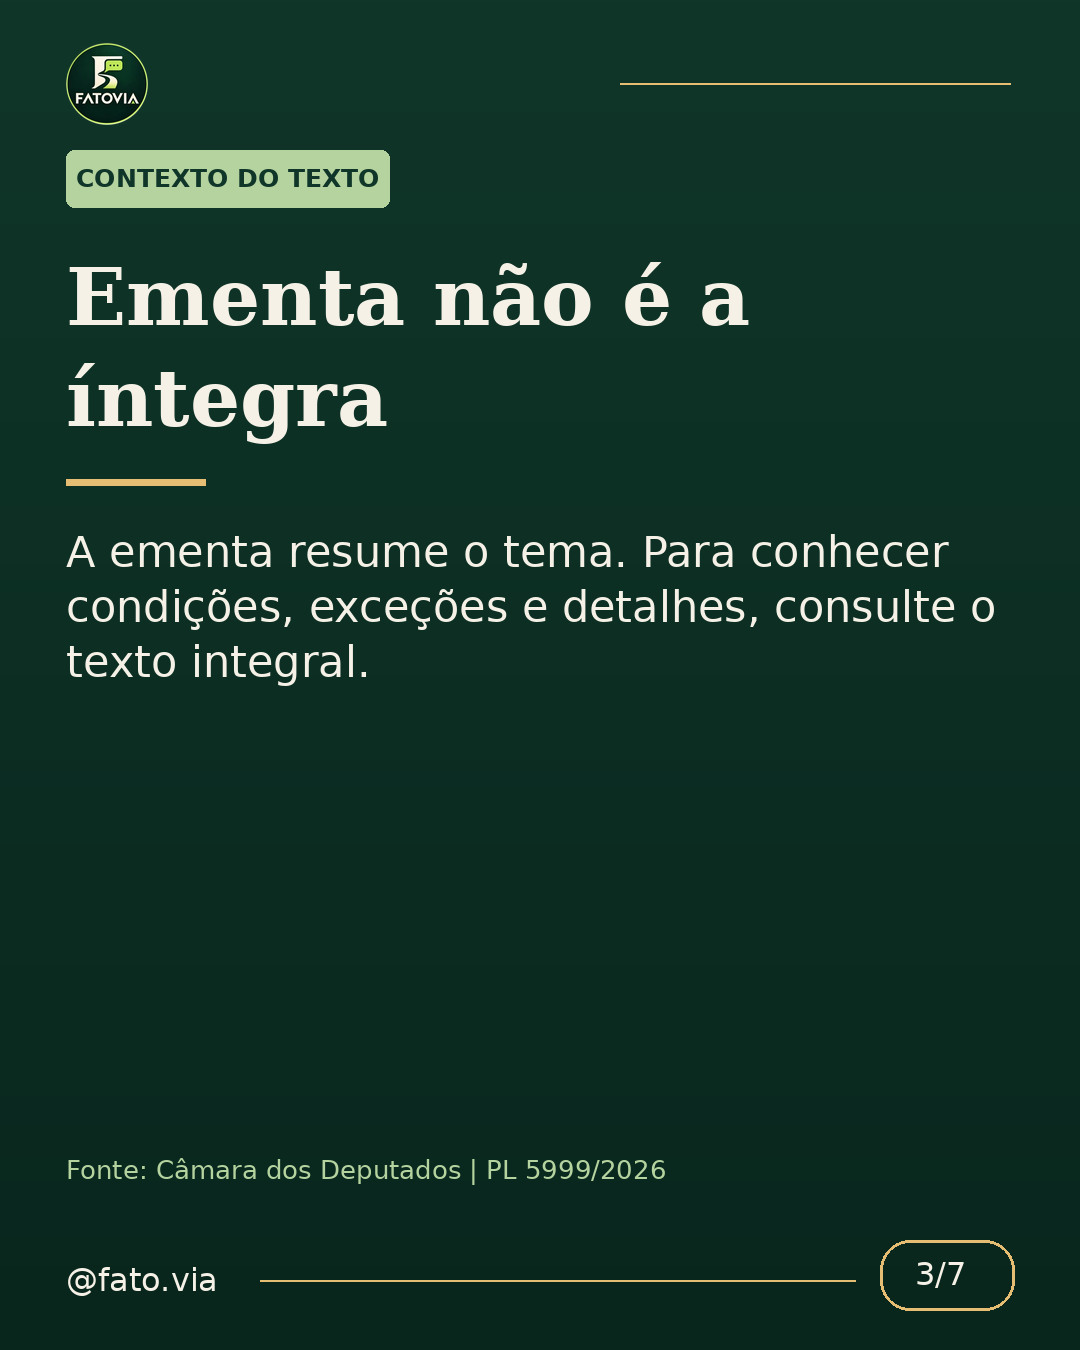 FATOVIA
CONTEXTO DO TEXTO
Ementa não é a
íntegra
A ementa resume o tema. Para conhecer
condições, exceções e detalhes, consulte o
texto integral.
Fonte: Câmara dos Deputados | PL 5999/2026
@fato.via
3/7